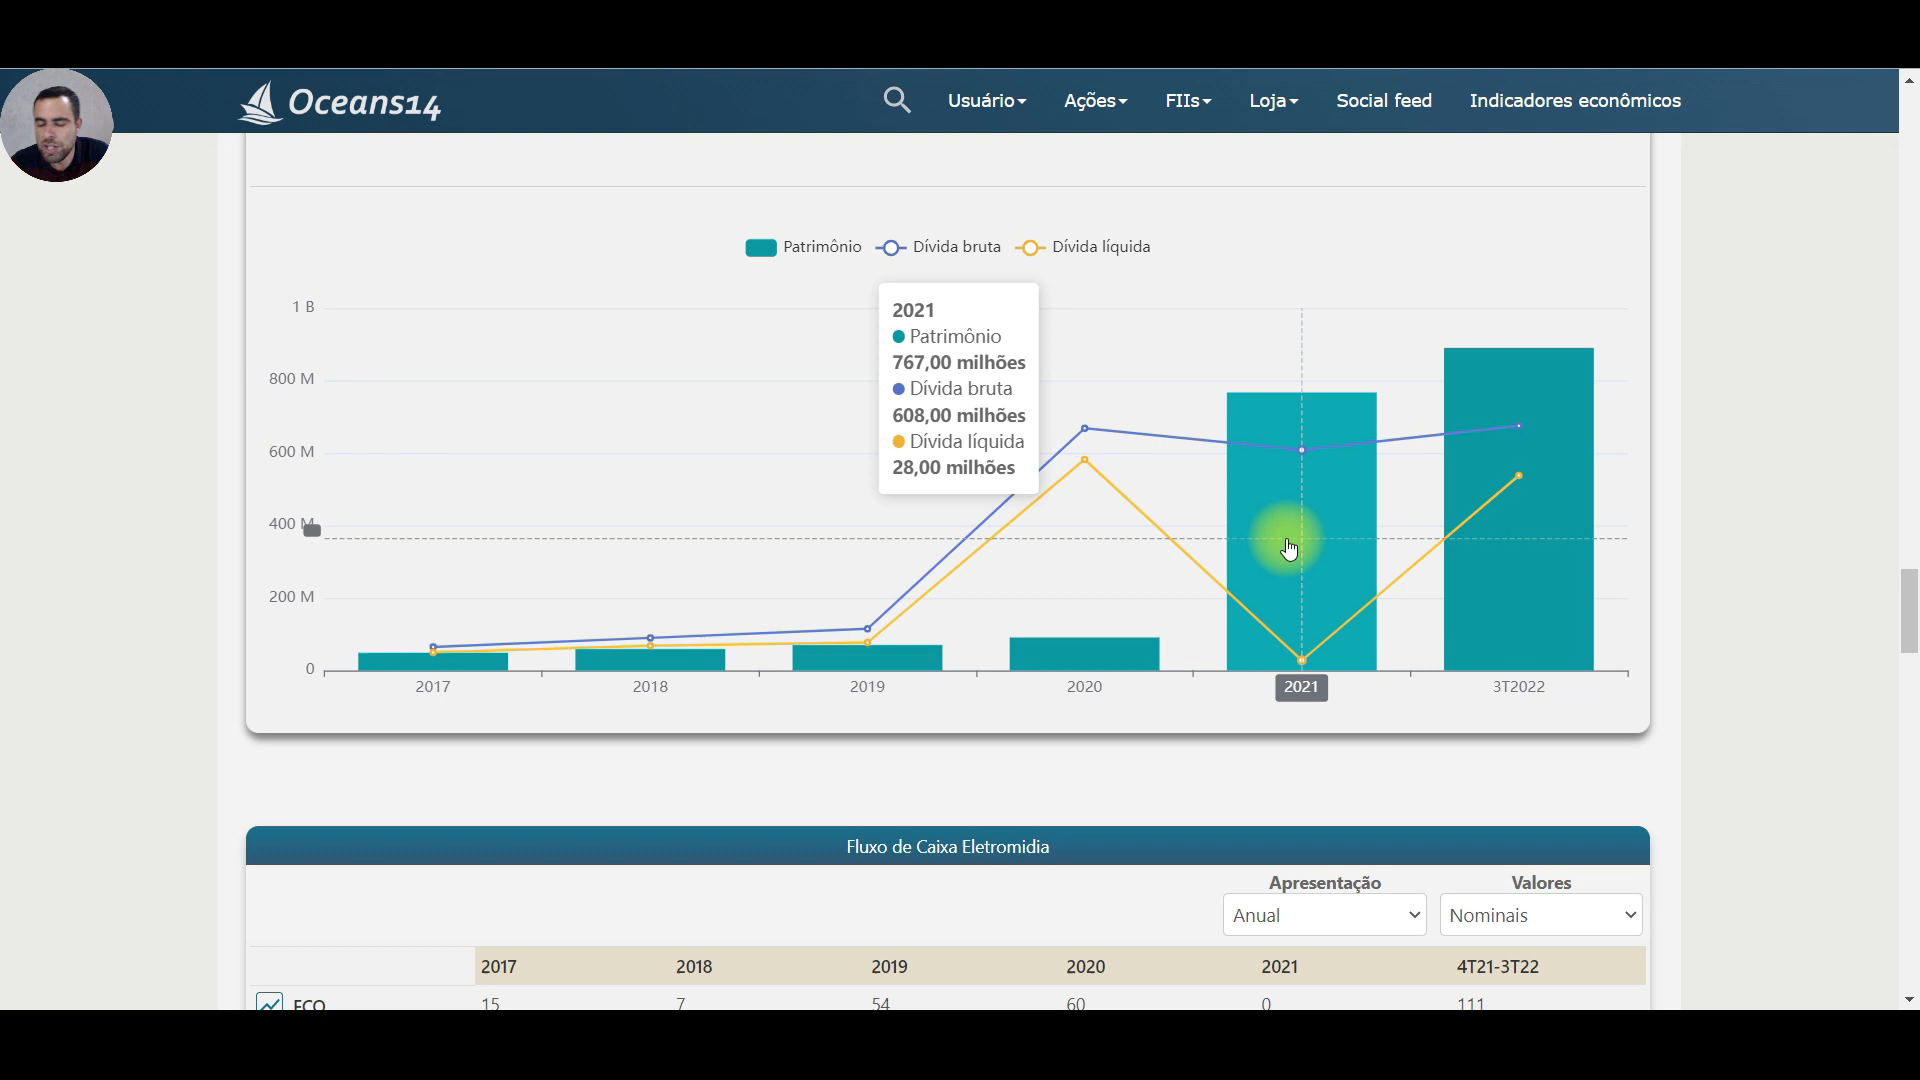 Oceans14
Usuário Ações FIIs Loja Social feed Indicadores econômicos
Patrimônio Dívida bruta Dívida líquida
1 B
800 M
600 M
400 M
200 M
0
2021
Patrimônio
767,00 milhões
Dívida bruta
608,00 milhões
Dívida líquida
28,00 milhões
2017 2018 2019 2020 2021 3T2022
Fluxo de Caixa Eletromidia
Apresentação Valores
Anual Nominais
2017 2018 2019 2020 2021 4T21-3T22
FCO 15 7 54 60 0 111